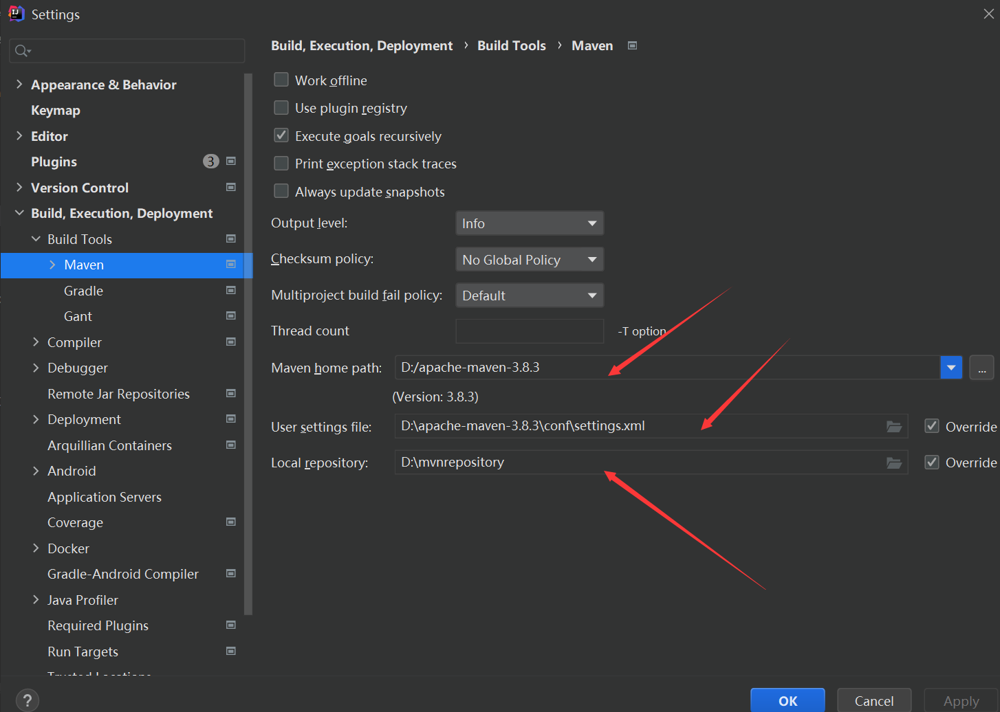 Settings
Build, Execution, Deployment › Build Tools › Maven
Appearance & Behavior
Keymap
Editor
Plugins 3
Version Control
Build, Execution, Deployment
Build Tools
Maven
Gradle
Gant
Compiler
Debugger
Remote Jar Repositories
Deployment
Arquillian Containers
Android
Application Servers
Coverage
Docker
Gradle-Android Compiler
Java Profiler
Required Plugins
Run Targets
Trusted Locations
Work offline
Use plugin registry
Execute goals recursively
Print exception stack traces
Always update snapshots
Output level: Info
Checksum policy: No Global Policy
Multiproject build fail policy: Default
Thread count -T option
Maven home path: D:/apache-maven-3.8.3 ...
(Version: 3.8.3)
User settings file: D:\apache-maven-3.8.3\conf\settings.xml Override
Local repository: D:\mvnrepository Override
? OK Cancel Apply